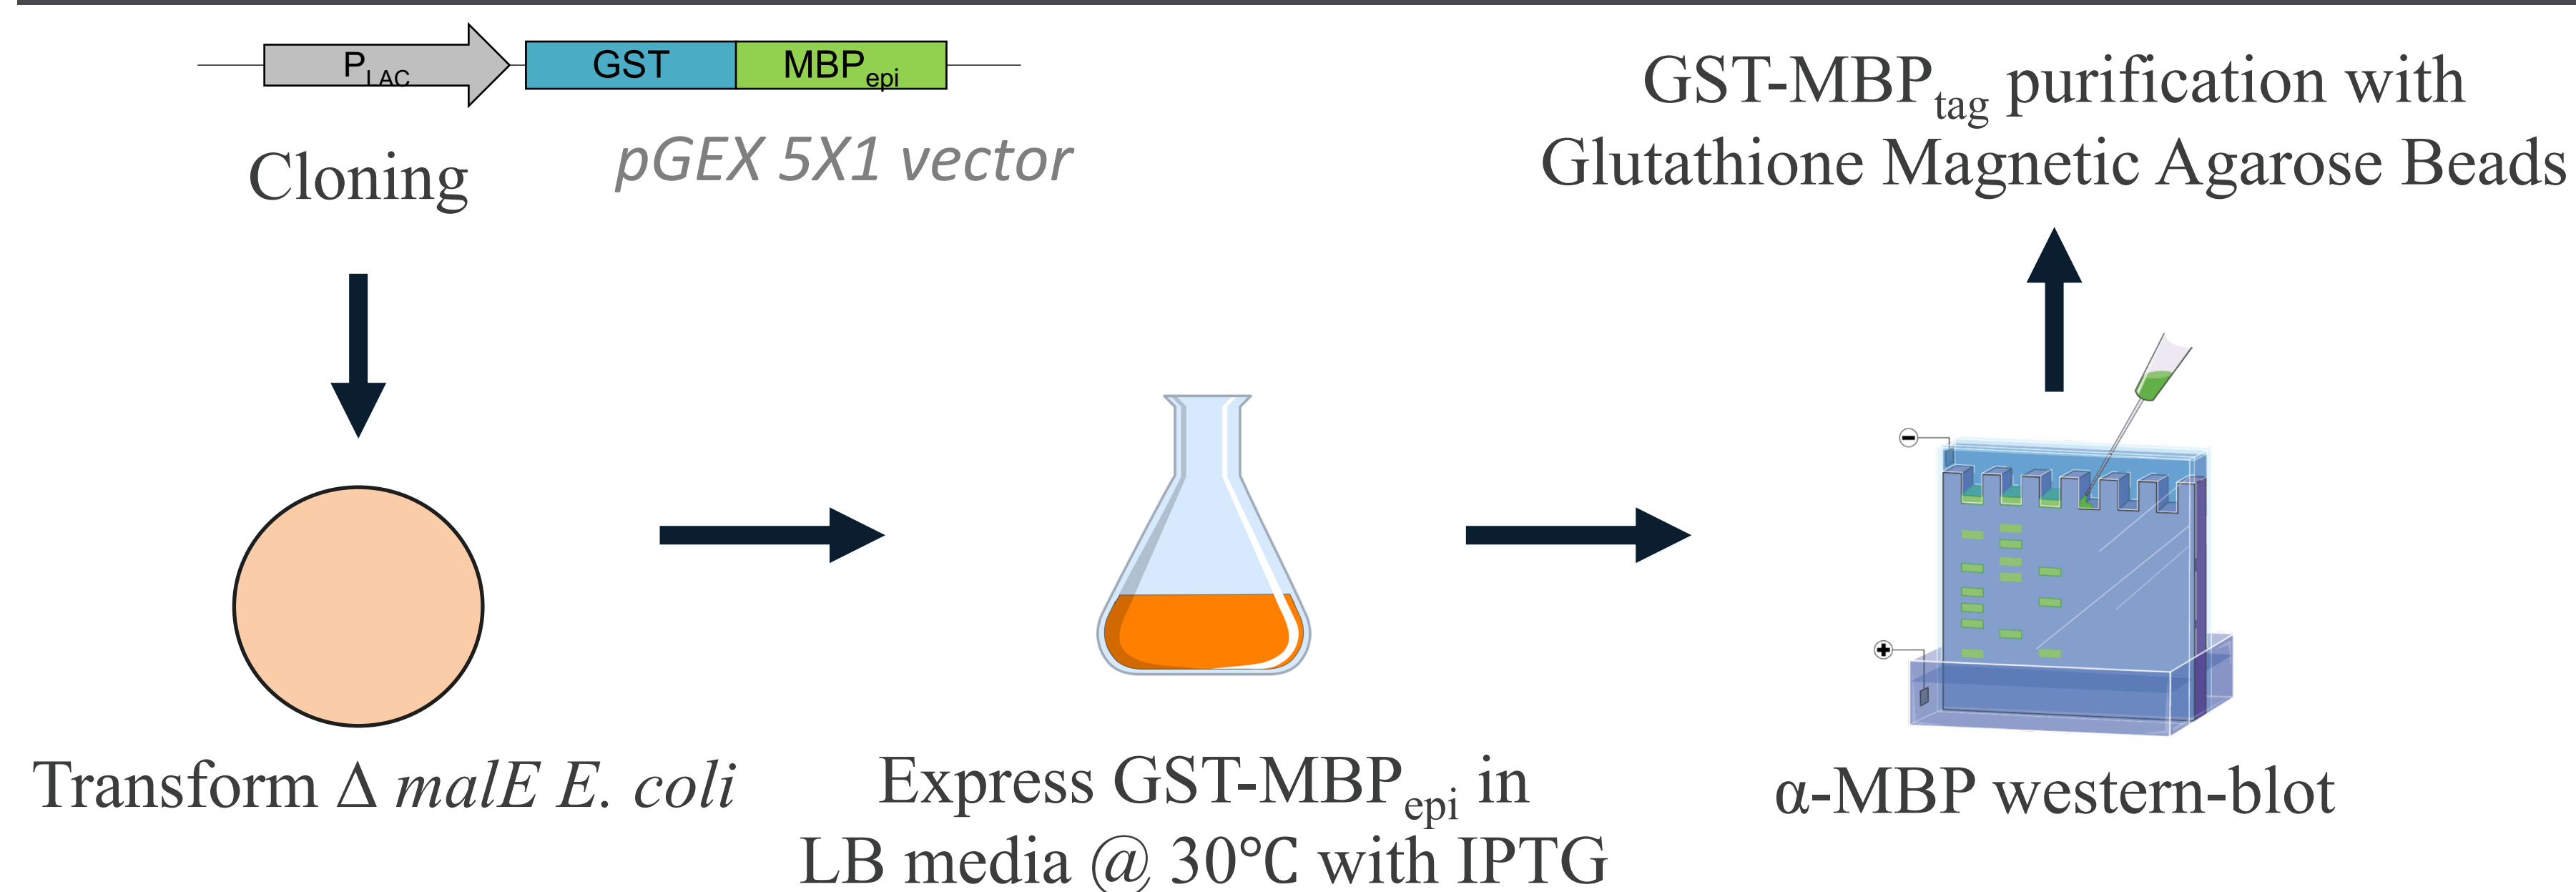 P_LAC GST MBP_epi
Cloning
pGEX 5X1 vector
Transform Δ malE E. coli
Express GST-MBP_epi in
LB media @ 30°C with IPTG
− 
+
α-MBP western-blot
GST-MBP_tag purification with
Glutathione Magnetic Agarose Beads